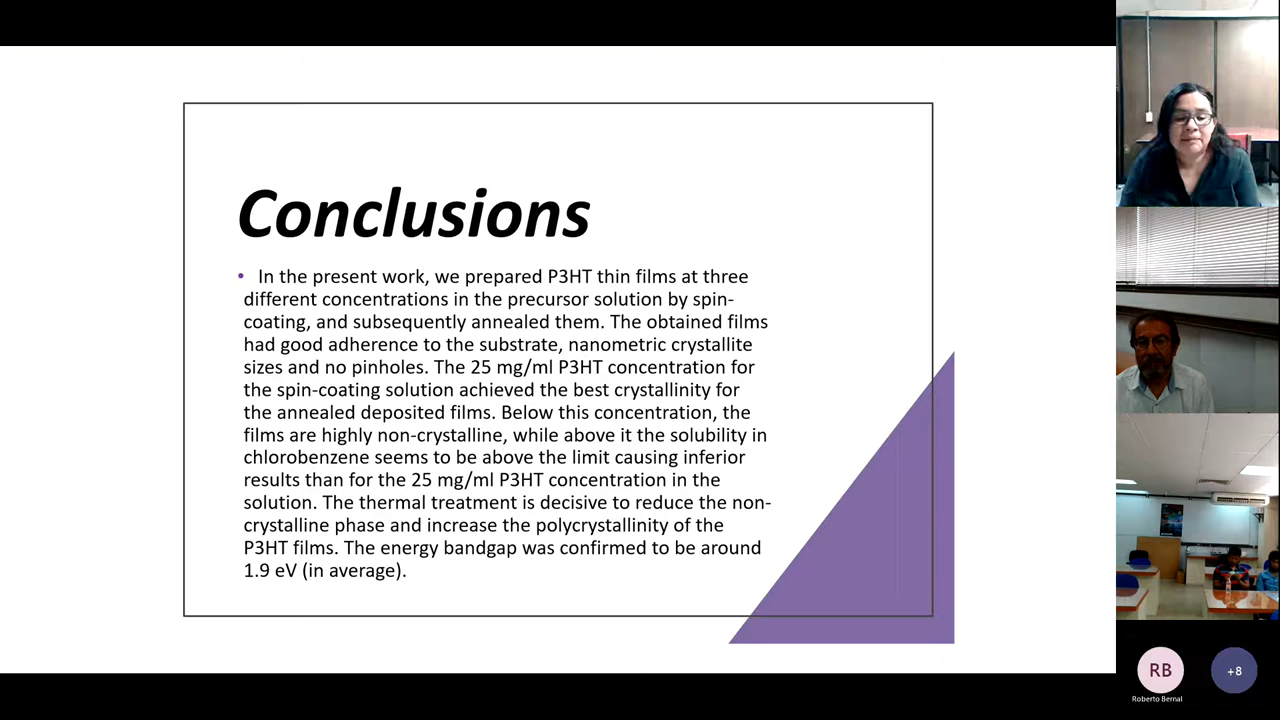 Conclusions
• In the present work, we prepared P3HT thin films at three
different concentrations in the precursor solution by spin-
coating, and subsequently annealed them. The obtained films
had good adherence to the substrate, nanometric crystallite
sizes and no pinholes. The 25 mg/ml P3HT concentration for
the spin-coating solution achieved the best crystallinity for
the annealed deposited films. Below this concentration, the
films are highly non-crystalline, while above it the solubility in
chlorobenzene seems to be above the limit causing inferior
results than for the 25 mg/ml P3HT concentration in the
solution. The thermal treatment is decisive to reduce the non-
crystalline phase and increase the polycrystallinity of the
P3HT films. The energy bandgap was confirmed to be around
1.9 eV (in average).
RB
+8
Roberto Bernal